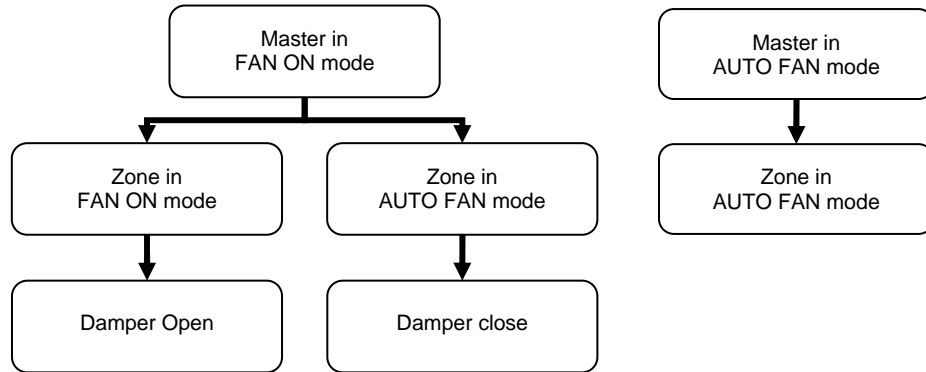 Master in
FAN ON mode
Master in
AUTO FAN mode
Zone in
FAN ON mode
Zone in
AUTO FAN mode
Zone in
AUTO FAN mode
Damper Open
Damper close